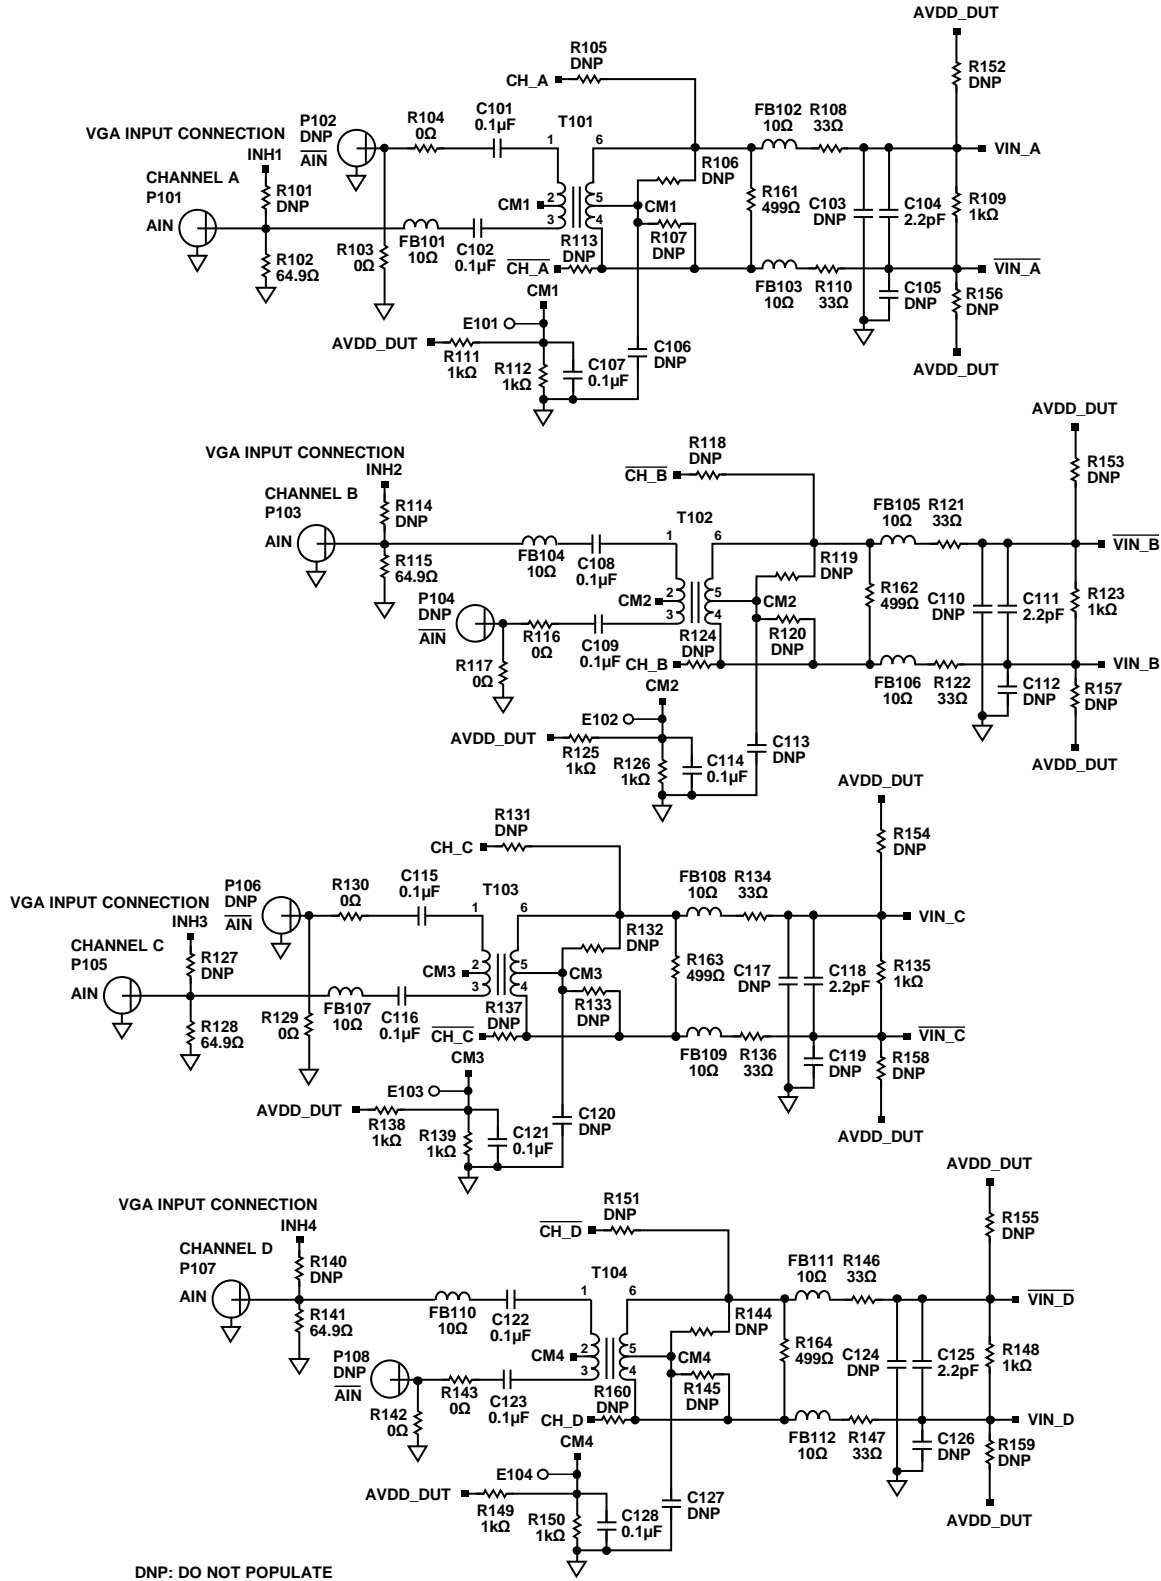 AVDD_DUT
R105
DNP
CH_A
R152
DNP
P102
DNP
AIN
R104
0Ω
C101
0.1µF
T101
FB102
10Ω
R108
33Ω
VGA INPUT CONNECTION
INH1
1
6
VIN_A
CHANNEL A
P101
R101
DNP
R106
DNP
CM1
2
5
CM1
R161
499Ω
C103
DNP
C104
2.2pF
R109
1kΩ
AIN
3
4
R107
DNP
FB101
10Ω
C102
0.1µF
R113
DNP
R103
0Ω
R102
64.9Ω
CH_A
VIN_A
FB103
10Ω
R110
33Ω
C105
DNP
R156
DNP
CM1
E101
AVDD_DUT
R111
1kΩ
R112
1kΩ
C107
0.1µF
C106
DNP
AVDD_DUT
AVDD_DUT
VGA INPUT CONNECTION
INH2
R118
DNP
CH_B
R153
DNP
CHANNEL B
P103
R114
DNP
AIN
T102
FB105
10Ω
R121
33Ω
1
6
VIN_B
R115
64.9Ω
FB104
10Ω
C108
0.1µF
R119
DNP
P104
DNP
AIN
CM2
2
5
CM2
R162
499Ω
C110
DNP
C111
2.2pF
R123
1kΩ
3
4
R116
0Ω
C109
0.1µF
R124
DNP
R120
DNP
R117
0Ω
CH_B
VIN_B
FB106
10Ω
R122
33Ω
C112
DNP
R157
DNP
CM2
E102
AVDD_DUT
R125
1kΩ
R126
1kΩ
C114
0.1µF
C113
DNP
AVDD_DUT
AVDD_DUT
R131
DNP
CH_C
R154
DNP
P106
DNP
AIN
R130
0Ω
C115
0.1µF
T103
FB108
10Ω
R134
33Ω
VGA INPUT CONNECTION
INH3
1
6
VIN_C
CHANNEL C
P105
R127
DNP
R132
DNP
CM3
2
5
CM3
R163
499Ω
C117
DNP
C118
2.2pF
R135
1kΩ
AIN
3
4
R133
DNP
FB107
10Ω
C116
0.1µF
R137
DNP
R129
0Ω
R128
64.9Ω
CH_C
VIN_C
FB109
10Ω
R136
33Ω
C119
DNP
R158
DNP
CM3
E103
AVDD_DUT
R138
1kΩ
R139
1kΩ
C121
0.1µF
C120
DNP
AVDD_DUT
AVDD_DUT
VGA INPUT CONNECTION
INH4
R151
DNP
CH_D
R155
DNP
CHANNEL D
P107
R140
DNP
AIN
T104
FB111
10Ω
R146
33Ω
1
6
VIN_D
R141
64.9Ω
FB110
10Ω
C122
0.1µF
R144
DNP
P108
DNP
AIN
CM4
2
5
CM4
R164
499Ω
C124
DNP
C125
2.2pF
R148
1kΩ
3
4
R143
0Ω
C123
0.1µF
R160
DNP
R145
DNP
R142
0Ω
CH_D
VIN_D
FB112
10Ω
R147
33Ω
C126
DNP
R159
DNP
CM4
E104
AVDD_DUT
R149
1kΩ
R150
1kΩ
C128
0.1µF
C127
DNP
AVDD_DUT
DNP: DO NOT POPULATE